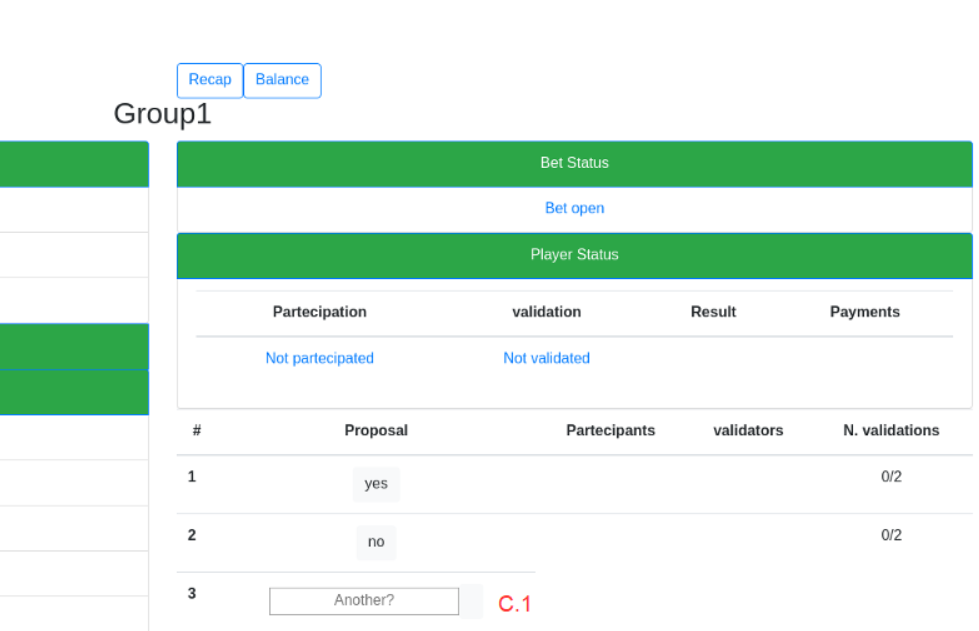 Recap Balance
Group1
Bet Status
Bet open
Player Status
Partecipation validation Result Payments
Not partecipated Not validated
# Proposal Partecipants validators N. validations
1 yes 0/2
2 no 0/2
3 Another? C.1